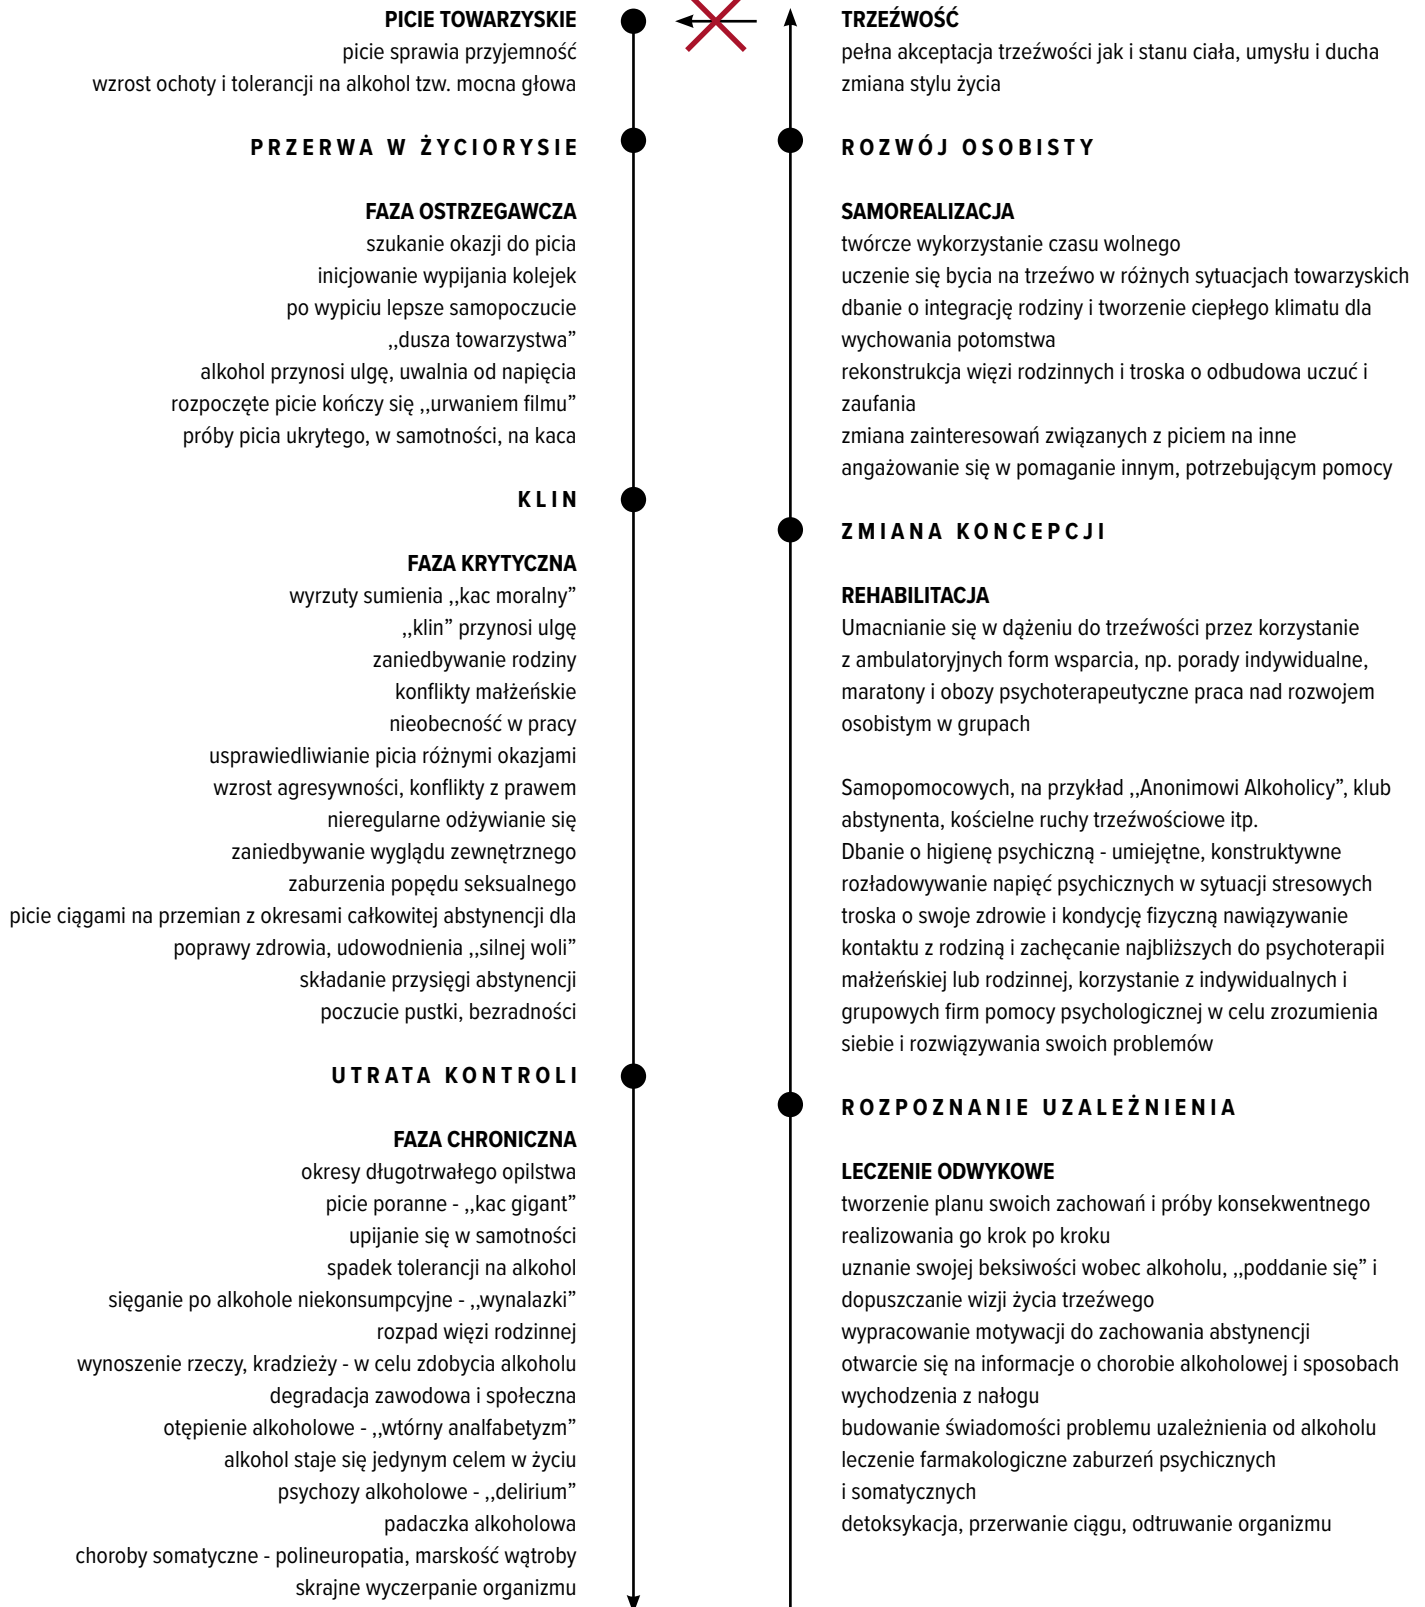 PICIE TOWARZYSKIE
picie sprawia przyjemność
wzrost ochoty i tolerancji na alkohol tzw. mocna głowa
PRZERWA W ŻYCIORYSIE
FAZA OSTRZEGAWCZA
szukanie okazji do picia
inicjowanie wypijania kolejek
po wypiciu lepsze samopoczucie
,,dusza towarzystwa”
alkohol przynosi ulgę, uwalnia od napięcia
rozpoczęte picie kończy się ,,urwaniem filmu”
próby picia ukrytego, w samotności, na kaca
KLIN
FAZA KRYTYCZNA
wyrzuty sumienia ,,kac moralny”
,,klin” przynosi ulgę
zaniedbywanie rodziny
konflikty małżeńskie
nieobecność w pracy
usprawiedliwianie picia różnymi okazjami
wzrost agresywności, konflikty z prawem
nieregularne odżywianie się
zaniedbywanie wyglądu zewnętrznego
zaburzenia popędu seksualnego
picie ciągami na przemian z okresami całkowitej abstynencji dla
poprawy zdrowia, udowodnienia ,,silnej woli”
składanie przysięgi abstynencji
poczucie pustki, bezradności
UTRATA KONTROLI
FAZA CHRONICZNA
okresy długotrwałego opilstwa
picie poranne - ,,kac gigant”
upijanie się w samotności
spadek tolerancji na alkohol
sięganie po alkohole niekonsumpcyjne - ,,wynalazki”
rozpad więzi rodzinnej
wynoszenie rzeczy, kradzieży - w celu zdobycia alkoholu
degradacja zawodowa i społeczna
otępienie alkoholowe - ,,wtórny analfabetyzm”
alkohol staje się jedynym celem w życiu
psychozy alkoholowe - ,,delirium”
padaczka alkoholowa
choroby somatyczne - polineuropatia, marskość wątroby
skrajne wyczerpanie organizmu
TRZEŹWOŚĆ
pełna akceptacja trzeźwości jak i stanu ciała, umysłu i ducha
zmiana stylu życia
ROZWÓJ OSOBISTY
SAMOREALIZACJA
twórcze wykorzystanie czasu wolnego
uczenie się bycia na trzeźwo w różnych sytuacjach towarzyskich
dbanie o integrację rodziny i tworzenie ciepłego klimatu dla
wychowania potomstwa
rekonstrukcja więzi rodzinnych i troska o odbudowa uczuć i
zaufania
zmiana zainteresowań związanych z piciem na inne
angażowanie się w pomaganie innym, potrzebującym pomocy
ZMIANA KONCEPCJI
REHABILITACJA
Umacnianie się w dążeniu do trzeźwości przez korzystanie
z ambulatoryjnych form wsparcia, np. porady indywidualne,
maratony i obozy psychoterapeutyczne praca nad rozwojem
osobistym w grupach
Samopomocowych, na przykład ,,Anonimowi Alkoholicy”, klub
abstynenta, kościelne ruchy trzeźwościowe itp.
Dbanie o higienę psychiczną - umiejętne, konstruktywne
rozładowywanie napięć psychicznych w sytuacji stresowych
troska o swoje zdrowie i kondycję fizyczną nawiązywanie
kontaktu z rodziną i zachęcanie najbliższych do psychoterapii
małżeńskiej lub rodzinnej, korzystanie z indywidualnych i
grupowych firm pomocy psychologicznej w celu zrozumienia
siebie i rozwiązywania swoich problemów
ROZPOZNANIE UZALEŻNIENIA
LECZENIE ODWYKOWE
tworzenie planu swoich zachowań i próby konsekwentnego
realizowania go krok po kroku
uznanie swojej beksiwości wobec alkoholu, ,,poddanie się” i
dopuszczanie wizji życia trzeźwego
wypracowanie motywacji do zachowania abstynencji
otwarcie się na informacje o chorobie alkoholowej i sposobach
wychodzenia z nałogu
budowanie świadomości problemu uzależnienia od alkoholu
leczenie farmakologiczne zaburzeń psychicznych
i somatycznych
detoksykacja, przerwanie ciągu, odtruwanie organizmu